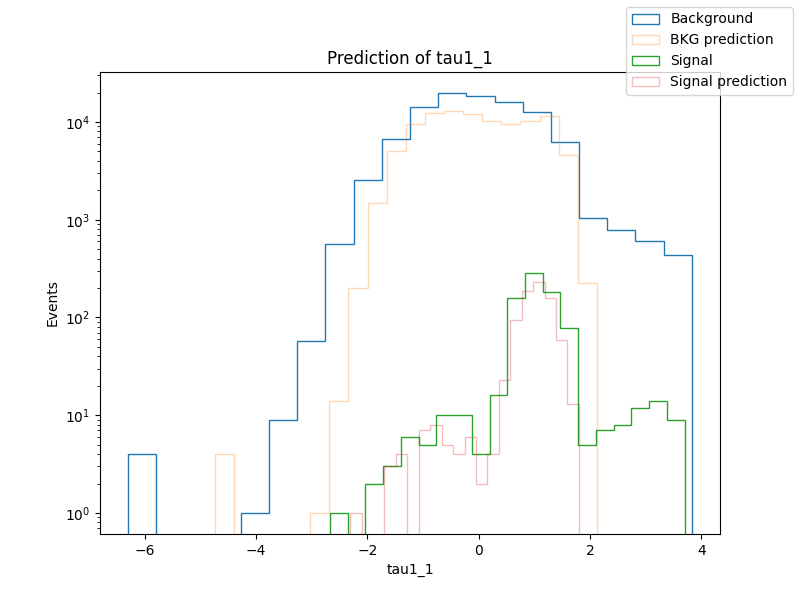 Background
BKG prediction
Signal
Signal prediction
Prediction of tau1_1
Events
10⁴
10³
10²
10¹
10⁰
−6
−4
−2
0
2
4
tau1_1